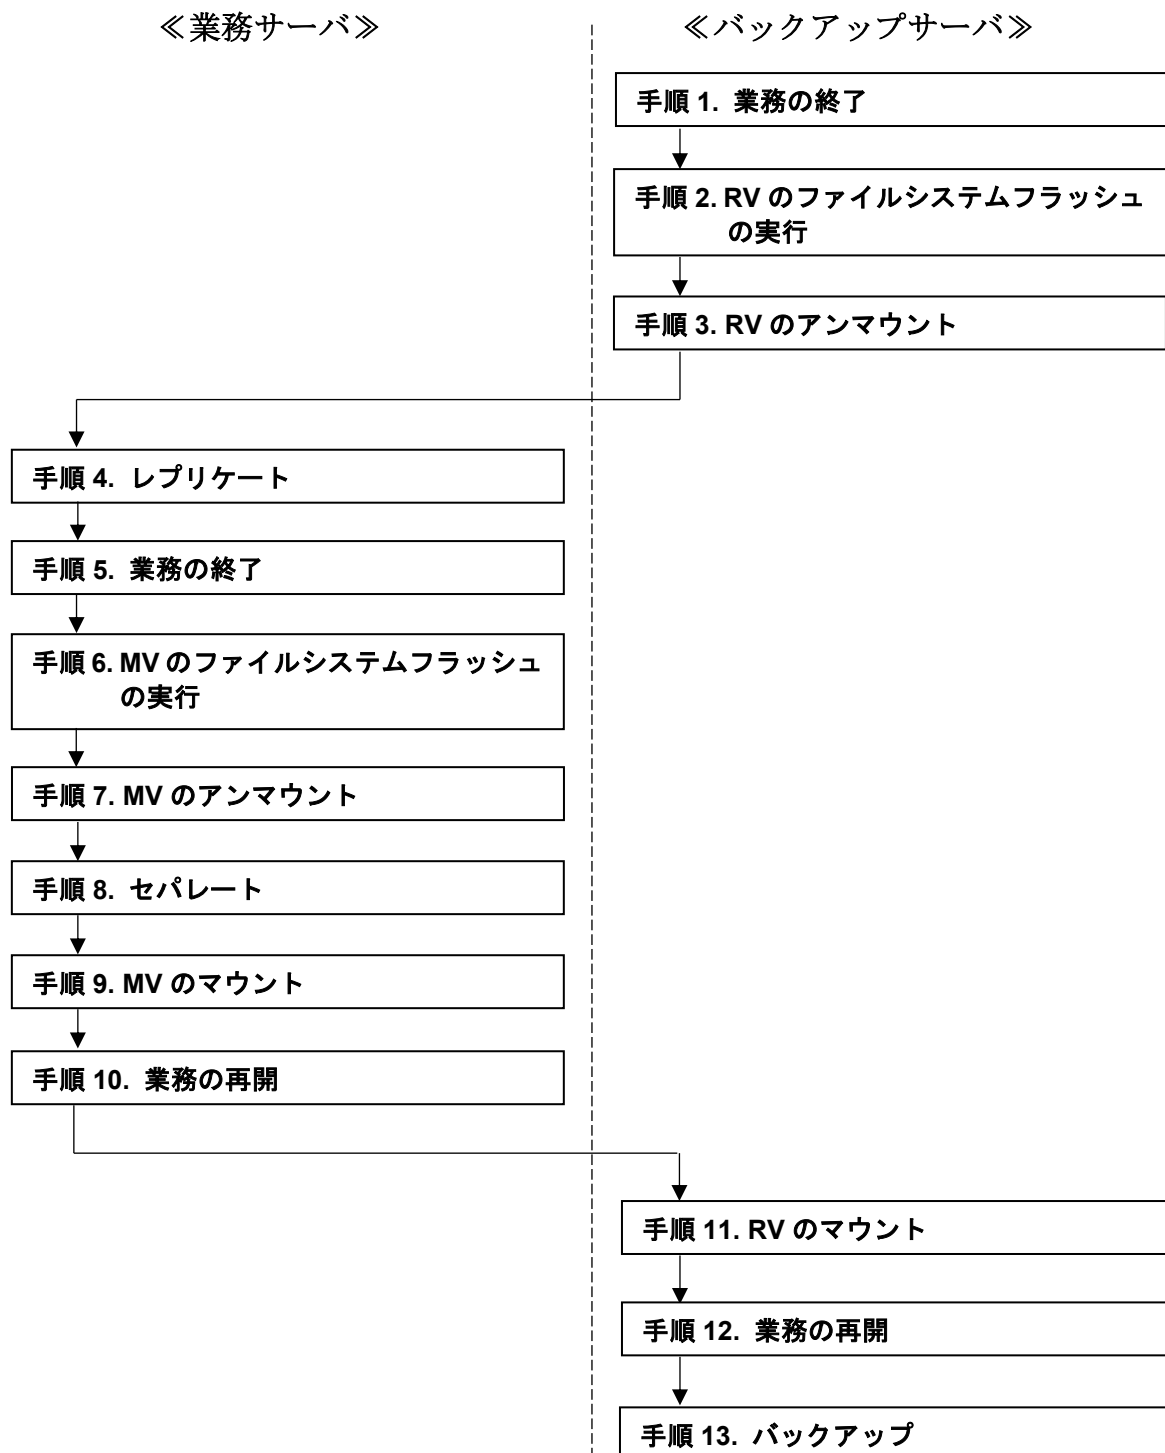 ≪業務サーバ≫
≪バックアップサーバ≫
手順 1. 業務の終了
手順 2. RV のファイルシステムフラッシュ
の実行
手順 3. RV のアンマウント
手順 4. レプリケート
手順 5. 業務の終了
手順 6. MV のファイルシステムフラッシュ
の実行
手順 7. MV のアンマウント
手順 8. セパレート
手順 9. MV のマウント
手順 10. 業務の再開
手順 11. RV のマウント
手順 12. 業務の再開
手順 13. バックアップ